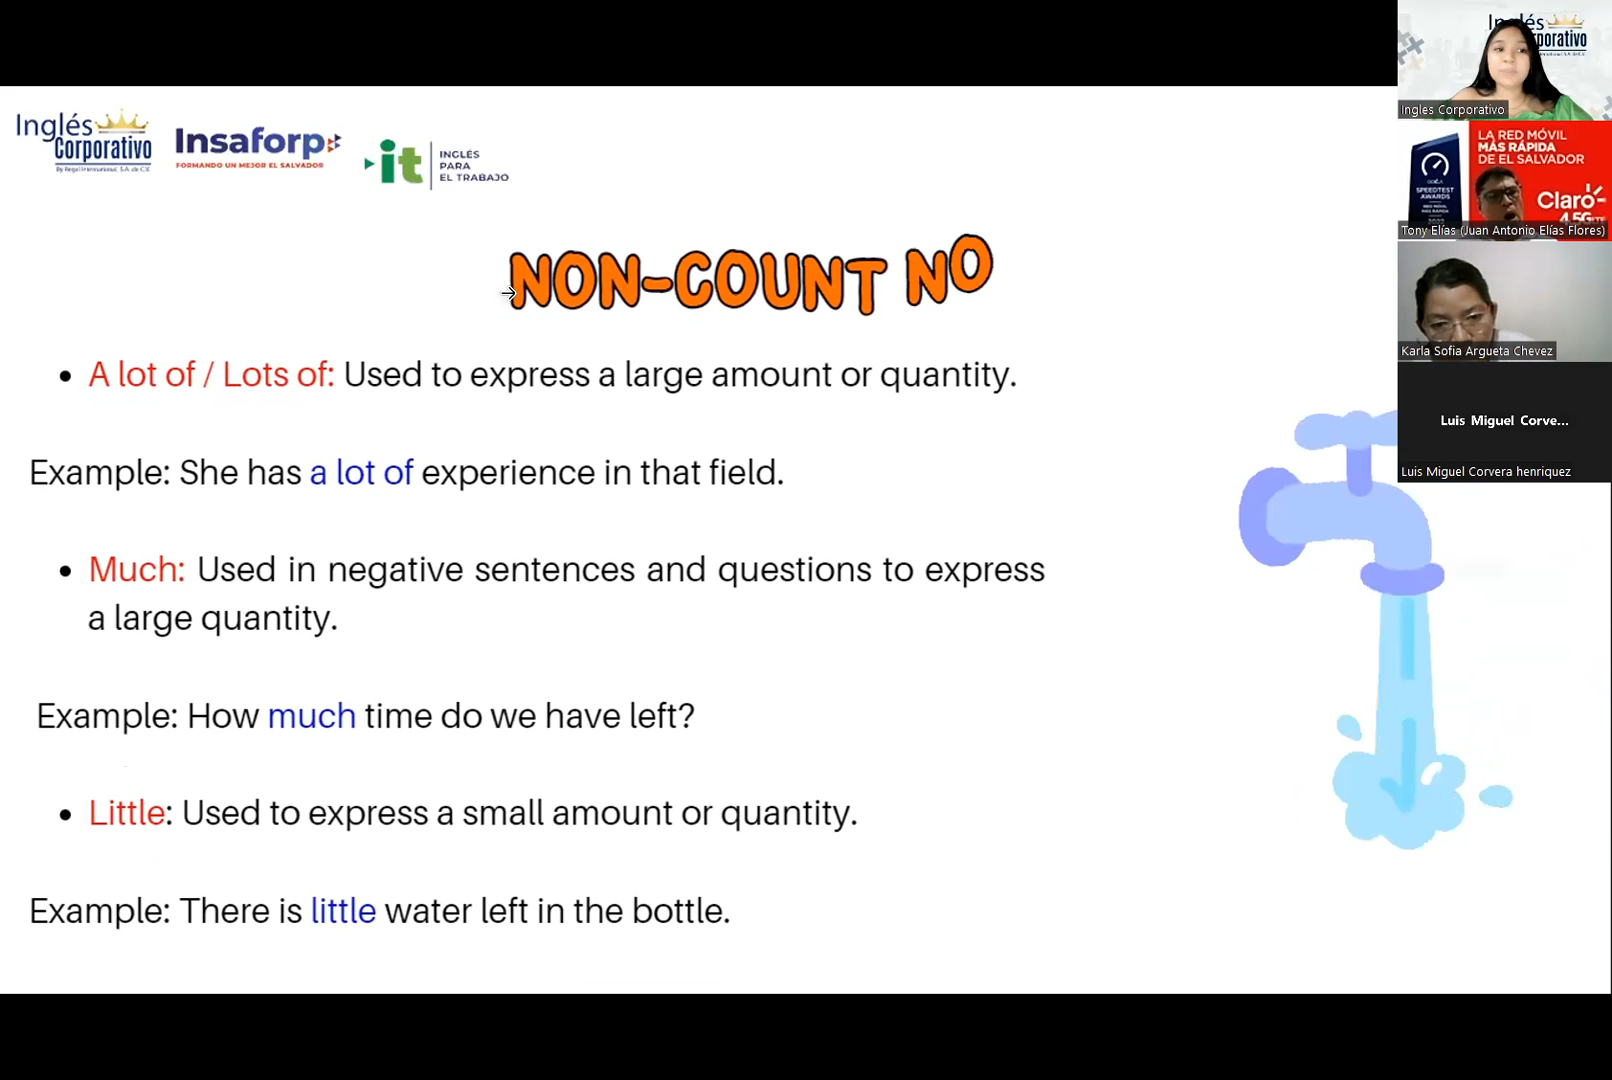 Inglés
Corporativo
By Regal International, S.A. de C.V.
Insaforp
FORMANDO UN MEJOR EL SALVADOR
it
INGLÉS
PARA
EL TRABAJO
NON-COUNT NO
• A lot of / Lots of: Used to express a large amount or quantity.
Example: She has a lot of experience in that field.
• Much: Used in negative sentences and questions to express
a large quantity.
Example: How much time do we have left?
• Little: Used to express a small amount or quantity.
Example: There is little water left in the bottle.
Ingles Corporativo
LA RED MÓVIL
MÁS RÁPIDA
DE EL SALVADOR
SPEEDTEST
AWARDS
Claro
4.5G
Tony Elías (Juan Antonio Elías Flores)
Karla Sofia Argueta Chevez
Luis Miguel Corve...
Luis Miguel Corvera henriquez